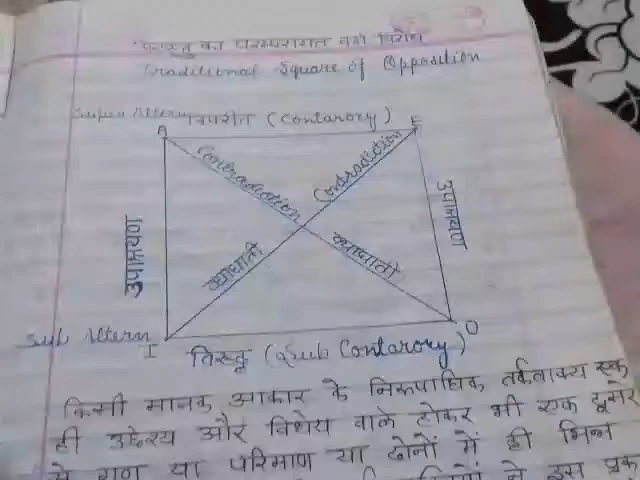 अरस्तु का परम्परागत वर्ग विरोध
Traditional Square of Opposition
Super Altern विपरीत (Contarory)
A
E
Contradiction
Contradiction
उपाश्रयण
उपाश्रयण
व्याघाती
व्याघाती
Sub Altern
I
O
विरुद्ध (Sub Contarory)
किसी मानक आकार के निरुपाधिक तर्कवाक्य एक
ही उद्देश्य और विधेय वाले होकर भी एक दूसरे
से गुण या परिमाण या दोनों में ही भिन्न